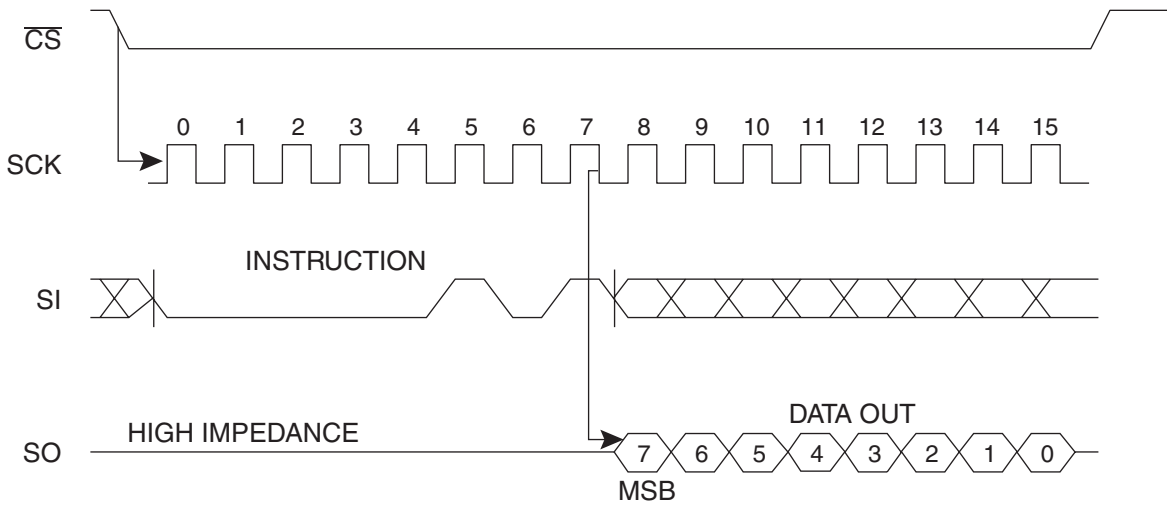 CS
0 1 2 3 4 5 6 7 8 9 10 11 12 13 14 15
SCK
INSTRUCTION
SI
DATA OUT
HIGH IMPEDANCE
SO
7 6 5 4 3 2 1 0
MSB